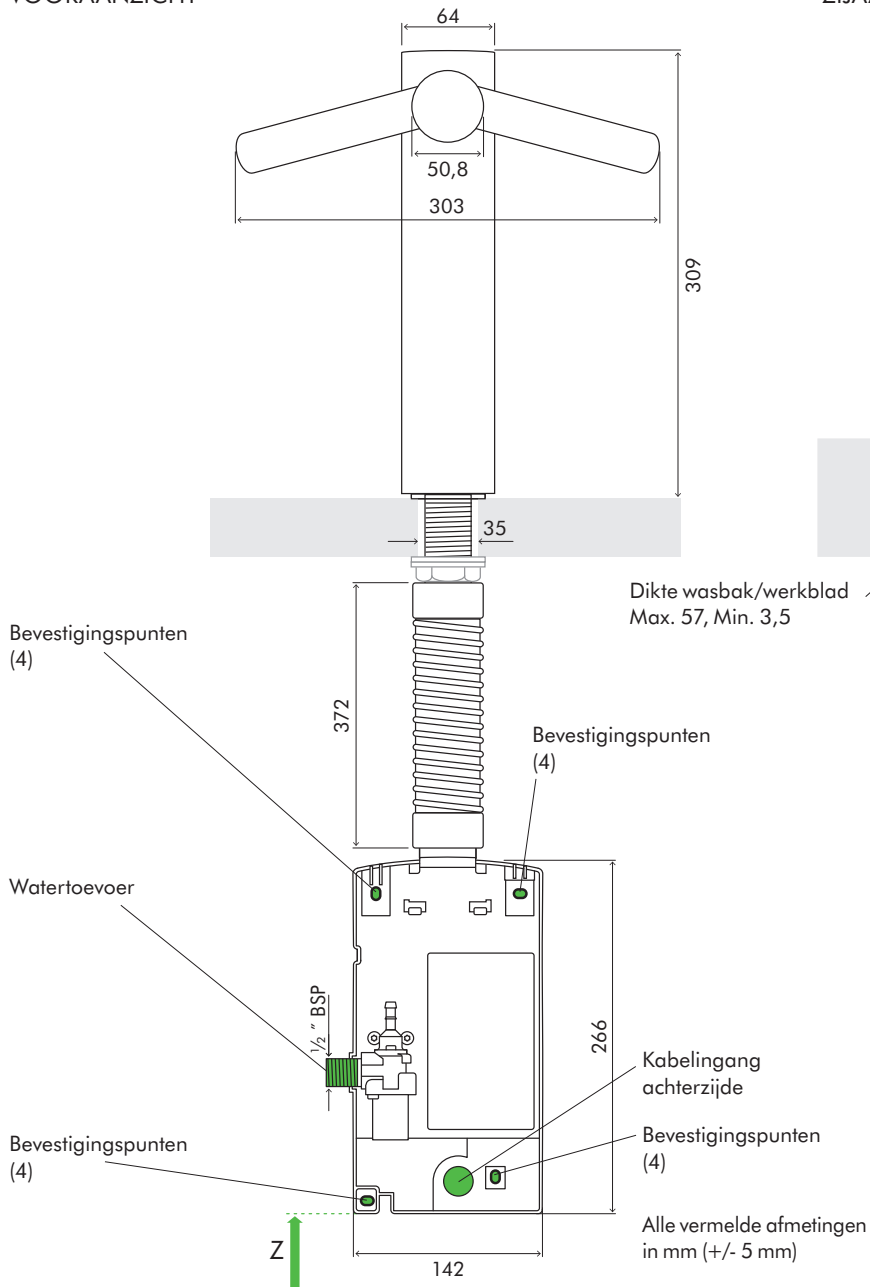 64
50,8
303
309
35
Dikte wasbak/werkblad
Max. 57, Min. 3,5
Bevestigingspunten
(4)
372
Bevestigingspunten
(4)
Watertoevoer
1/2 " BSP
266
Kabelingang
achterzijde
Bevestigingspunten
(4)
Bevestigingspunten
(4)
Z
142
Alle vermelde afmetingen
in mm (+/- 5 mm)